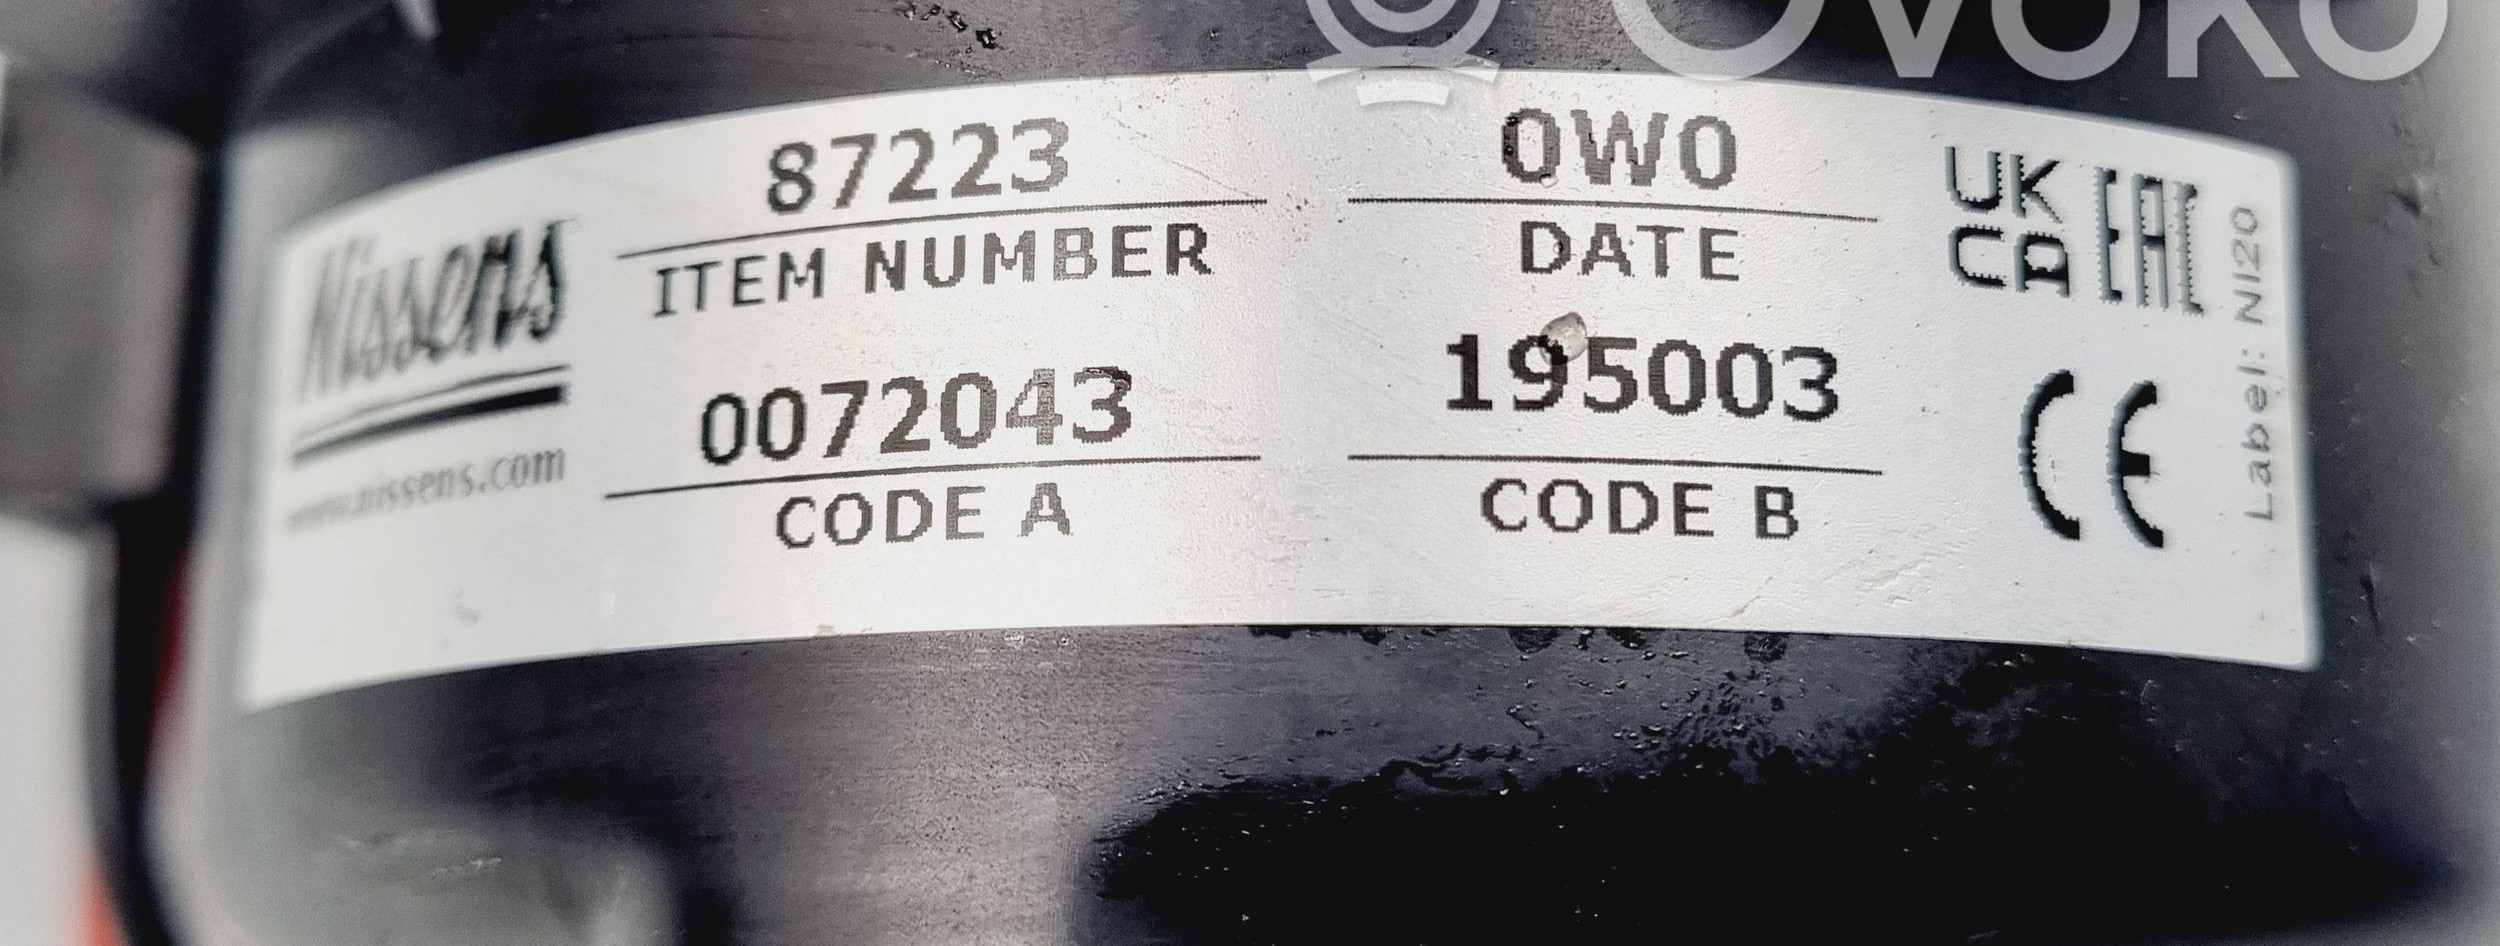 OVOKO
87223
ITEM NUMBER
0W0
DATE
UK
CA
EAC
Nissens
www.nissens.com
0072043
CODE A
195003
CODE B
CE
Label: NI20